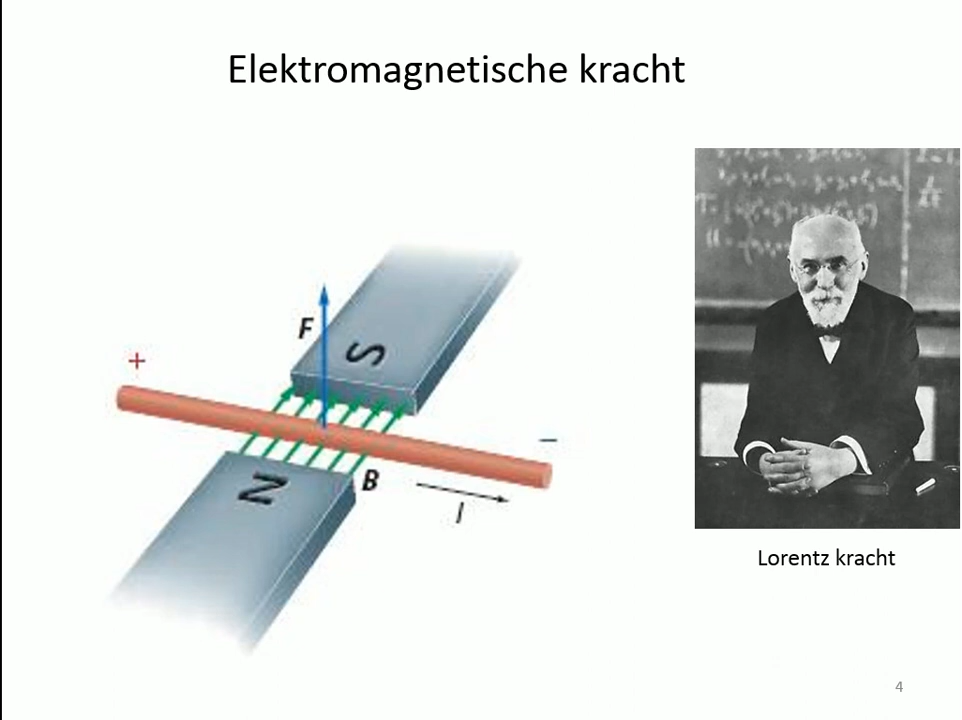 Elektromagnetische kracht
F
S
+
−
N
B
I
Lorentz kracht
4